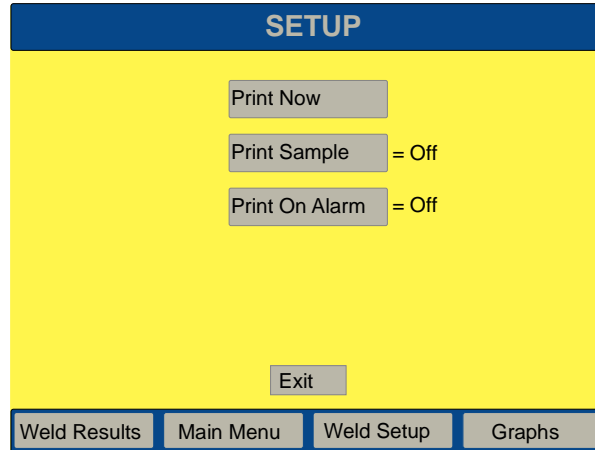 SETUP
Print Now
Print Sample = Off
Print On Alarm = Off
Exit
Weld Results Main Menu Weld Setup Graphs